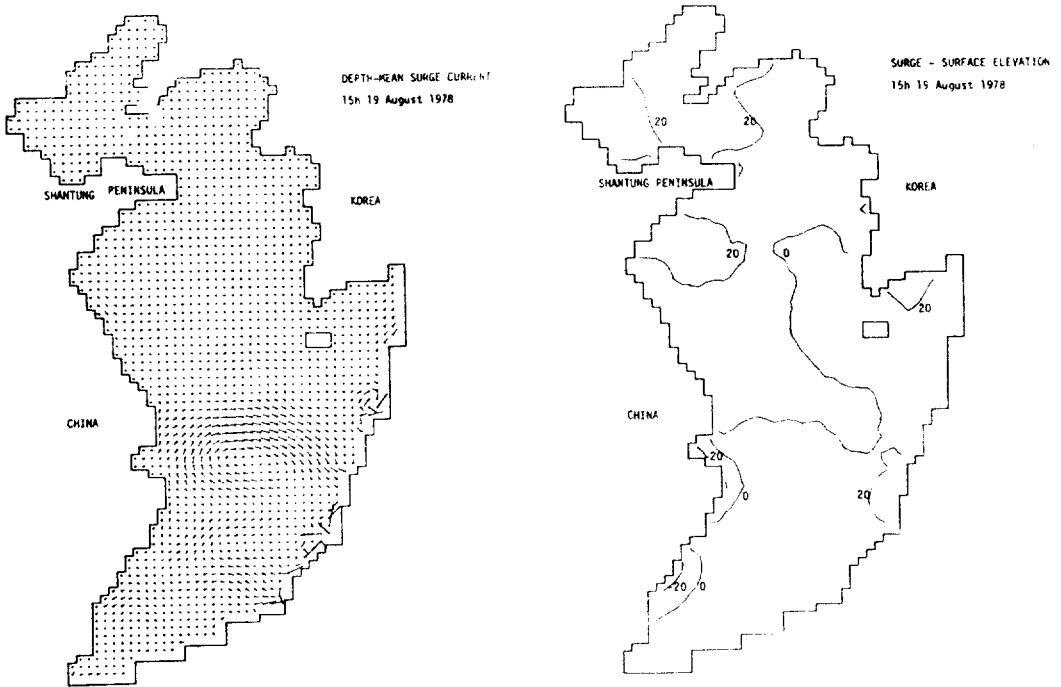 DEPTH-MEAN SURGE CURRENT
15h 19 August 1978
SHANTUNG PENINSULA
KOREA
CHINA
SURGE - SURFACE ELEVATION
15h 19 August 1978
20
20
SHANTUNG PENINSULA
KOREA
20
0
20
CHINA
-20
0
20
-20
0